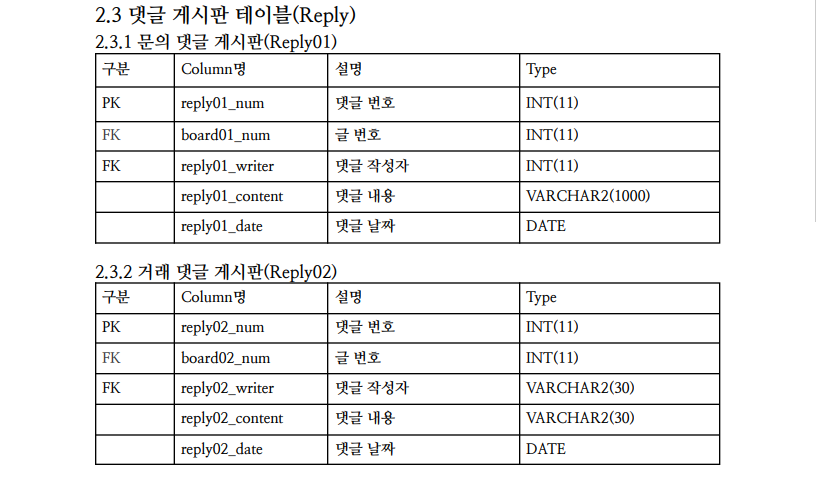 2.3 댓글 게시판 테이블(Reply)
2.3.1 문의 댓글 게시판(Reply01)
구분 Column명 설명 Type
PK reply01_num 댓글 번호 INT(11)
FK board01_num 글 번호 INT(11)
FK reply01_writer 댓글 작성자 INT(11)
reply01_content 댓글 내용 VARCHAR2(1000)
reply01_date 댓글 날짜 DATE
2.3.2 거래 댓글 게시판(Reply02)
구분 Column명 설명 Type
PK reply02_num 댓글 번호 INT(11)
FK board02_num 글 번호 INT(11)
FK reply02_writer 댓글 작성자 VARCHAR2(30)
reply02_content 댓글 내용 VARCHAR2(30)
reply02_date 댓글 날짜 DATE